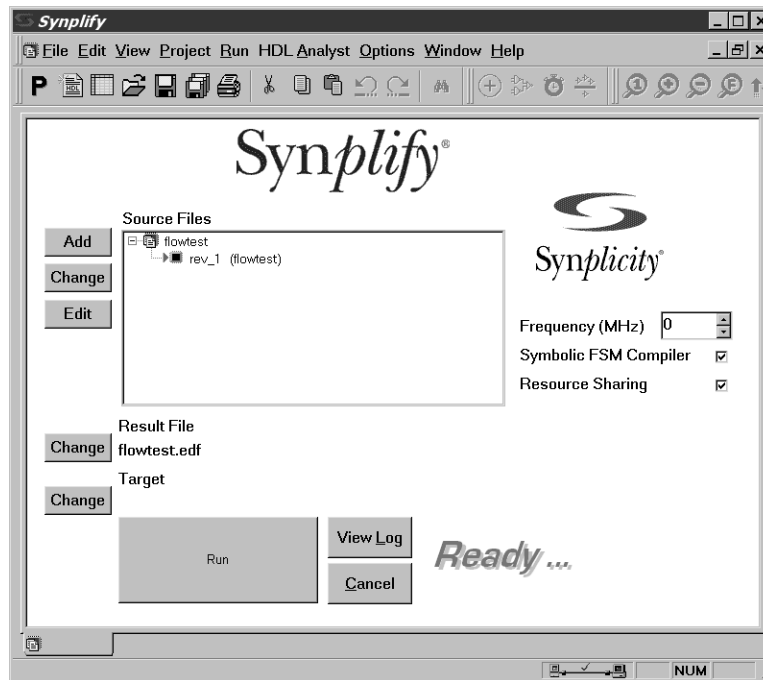 Synplify
File Edit View Project Run HDL Analyst Options Window Help
P
Synplify®
Source Files
Add
flowtest
rev_1 (flowtest)
Change
Edit
Synplicity®
Frequency (MHz) 0
Symbolic FSM Compiler
Resource Sharing
Result File
Change
flowtest.edf
Target
Change
Run
View Log
Cancel
Ready ...
NUM